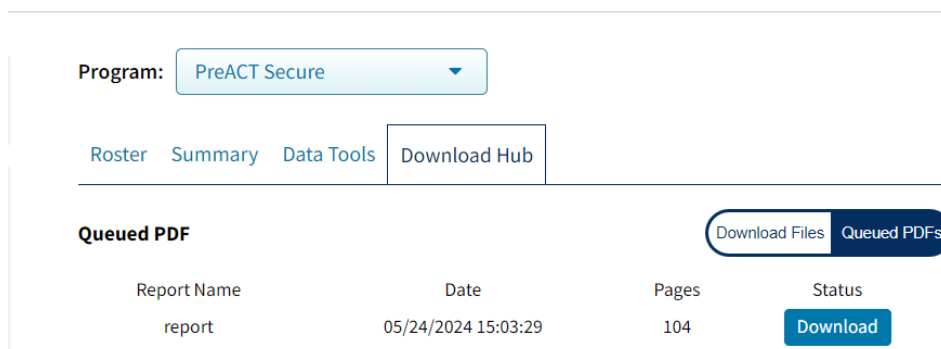 Program: PreACT Secure
Roster Summary Data Tools Download Hub
Queued PDF Download Files Queued PDFs
Report Name Date Pages Status
report 05/24/2024 15:03:29 104 Download